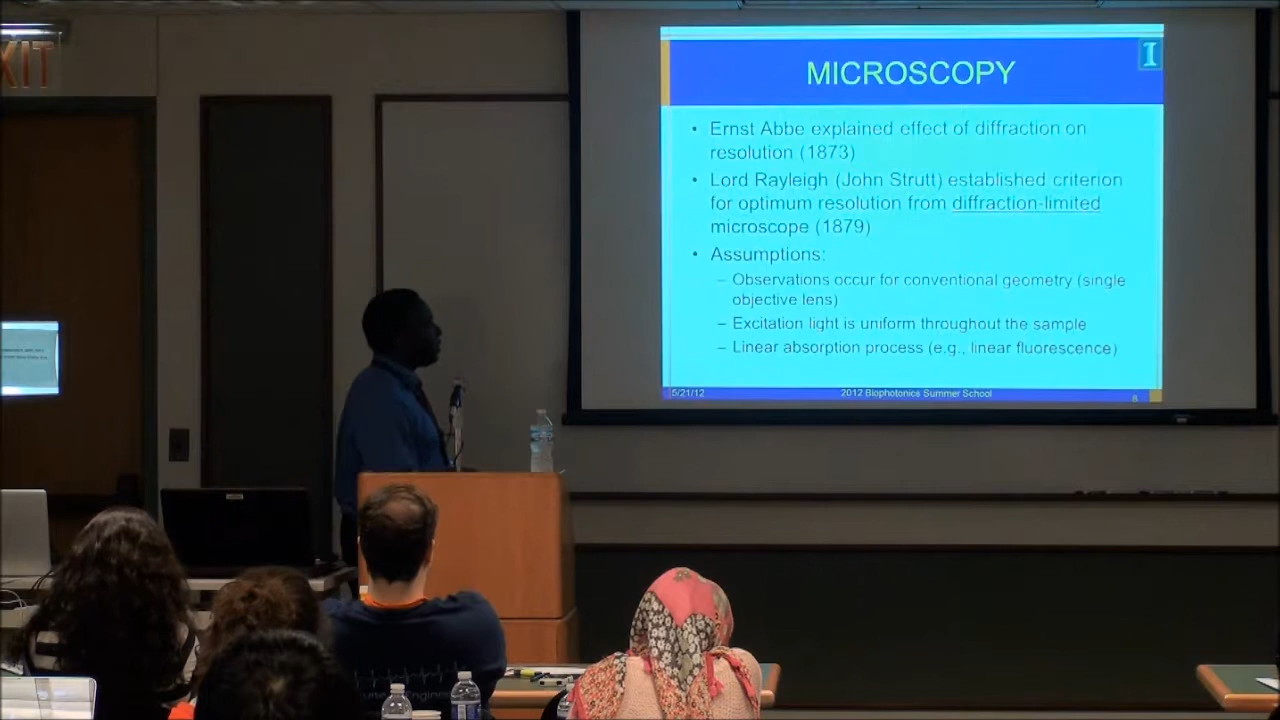 XIT
I
MICROSCOPY
• Ernst Abbe explained effect of diffraction on
resolution (1873)
• Lord Rayleigh (John Strutt) established criterion
for optimum resolution from diffraction-limited
microscope (1879)
• Assumptions:
– Observations occur for conventional geometry (single
objective lens)
– Excitation light is uniform throughout the sample
– Linear absorption process (e.g., linear fluorescence)
5/21/12
2012 Biophotonics Summer School
8